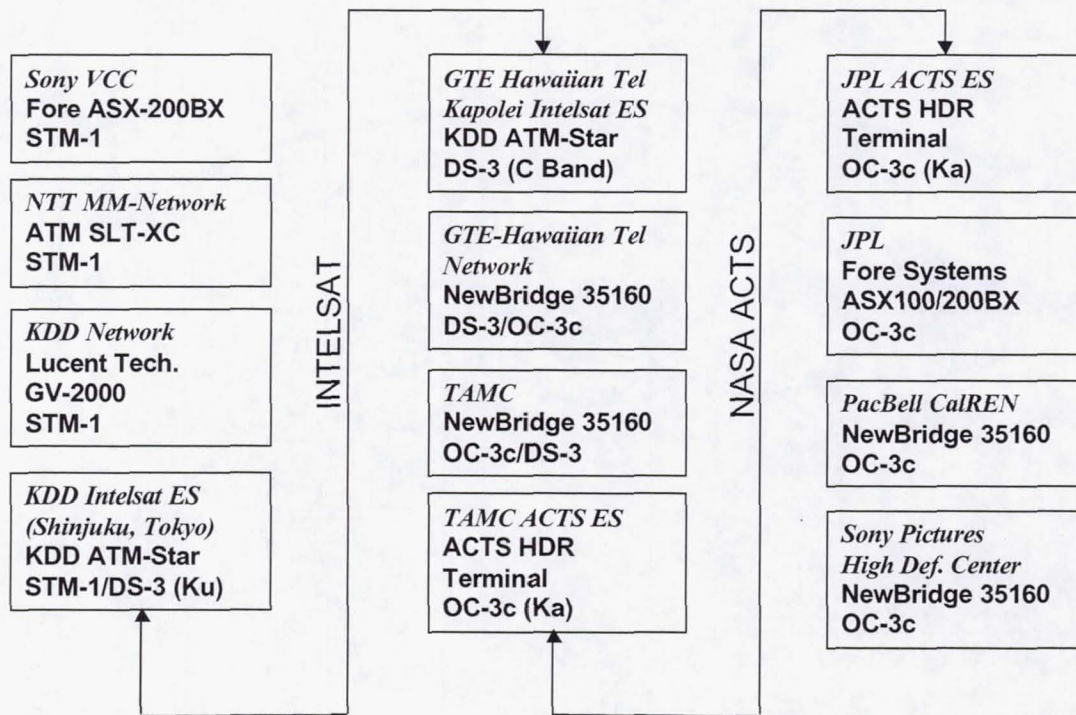 Sony VCC
Fore ASX-200BX
STM-1
NTT MM-Network
ATM SLT-XC
STM-1
KDD Network
Lucent Tech.
GV-2000
STM-1
KDD Intelsat ES
(Shinjuku, Tokyo)
KDD ATM-Star
STM-1/DS-3 (Ku)
INTELSAT
GTE Hawaiian Tel
Kapolei Intelsat ES
KDD ATM-Star
DS-3 (C Band)
GTE-Hawaiian Tel
Network
NewBridge 35160
DS-3/OC-3c
TAMC
NewBridge 35160
OC-3c/DS-3
TAMC ACTS ES
ACTS HDR
Terminal
OC-3c (Ka)
NASA ACTS
JPL ACTS ES
ACTS HDR
Terminal
OC-3c (Ka)
JPL
Fore Systems
ASX100/200BX
OC-3c
PacBell CalREN
NewBridge 35160
OC-3c
Sony Pictures
High Def. Center
NewBridge 35160
OC-3c